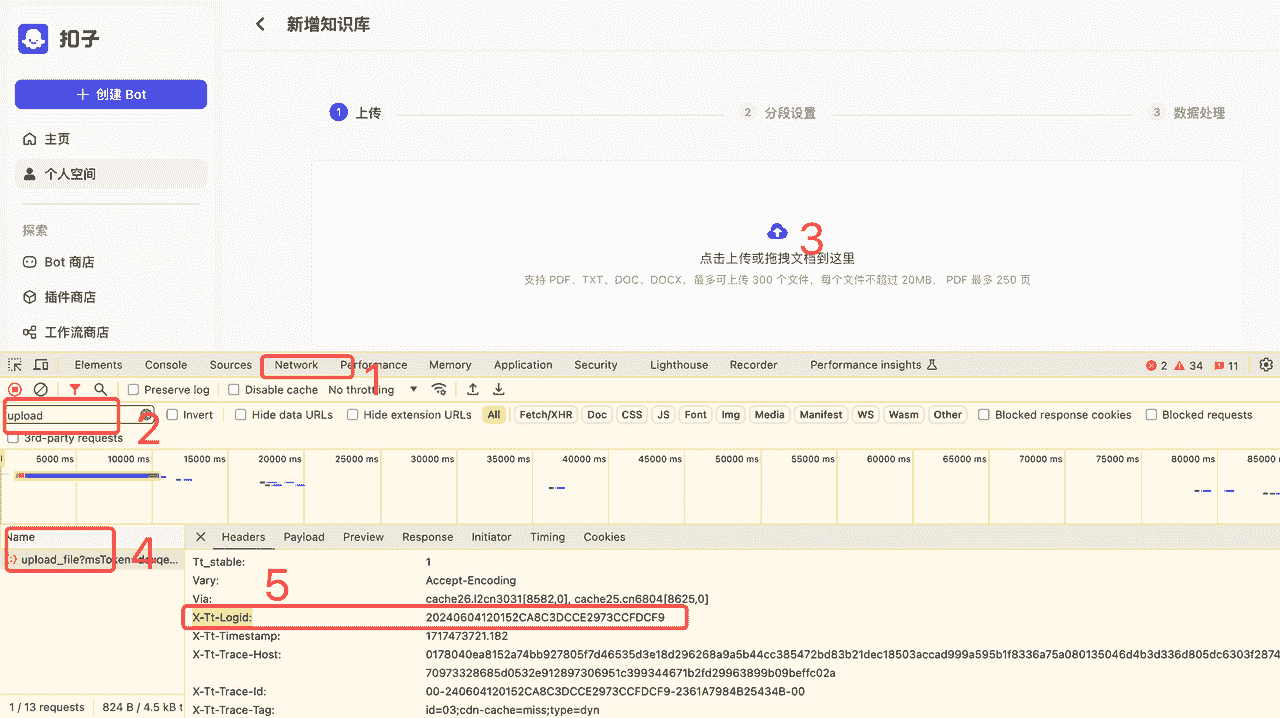 扣子
新增知识库
创建 Bot
主页
个人空间
探索
Bot 商店
插件商店
工作流商店
1 上传
2 分段设置
3 数据处理
3
点击上传或拖拽文档到这里
支持 PDF、TXT、DOC、DOCX，最多可上传 300 个文件，每个文件不超过 20MB， PDF 最多 250 页
Elements Console Sources Network Performance Memory Application Security Lighthouse Recorder Performance insights 2 34 11
1
Preserve log Disable cache No throttling
upload Invert Hide data URLs Hide extension URLs All Fetch/XHR Doc CSS JS Font Img Media Manifest WS Wasm Other Blocked response cookies Blocked requests
2
3rd-party requests
5000 ms 10000 ms 15000 ms 20000 ms 25000 ms 30000 ms 35000 ms 40000 ms 45000 ms 50000 ms 55000 ms 60000 ms 65000 ms 70000 ms 75000 ms 80000 ms 85000
Name
upload_file?msToken=
4
Headers Payload Preview Response Initiator Timing Cookies
Tt_stable: 1
Vary: Accept-Encoding
5
Via: cache26.l2cn3031[8582,0], cache25.cn6804[8625,0]
X-Tt-Logid: 20240604120152CA8C3DCCE2973CCFDCF9
X-Tt-Timestamp: 1717473721.182
X-Tt-Trace-Host: 0178040ea8152a74bb927805f7d46535d3e18d296268a9a5b44cc385472bd83b21dec18503accad999a595b1f8336a75a080135046d4b3d336d805dc6303f2874
70973328685d0532e912897306951c399344671b2fd29963899b09beffc02a
X-Tt-Trace-Id: 00-240604120152CA8C3DCCE2973CCFDCF9-2361A7984B25434B-00
X-Tt-Trace-Tag: id=03;cdn-cache=miss;type=dyn
1 / 13 requests 824 B / 4.5 kB t